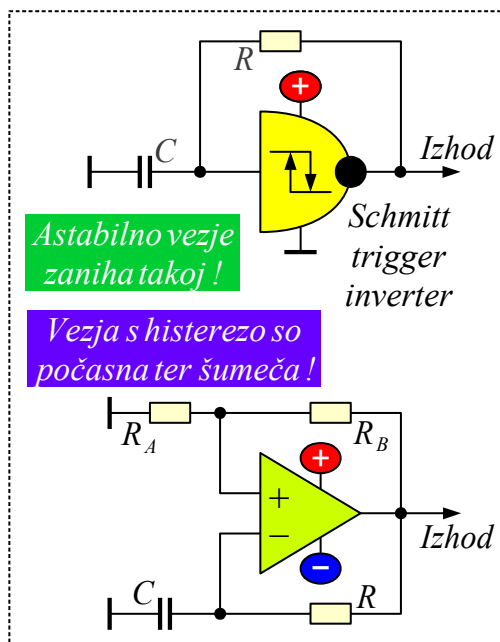 R
+
C
Izhod
Astabilno vezje
zaniha takoj !
Schmitt
trigger
inverter
Vezja s histerezo so
počasna ter šumeča !
R_A
R_B
+
+
−
Izhod
−
C
R